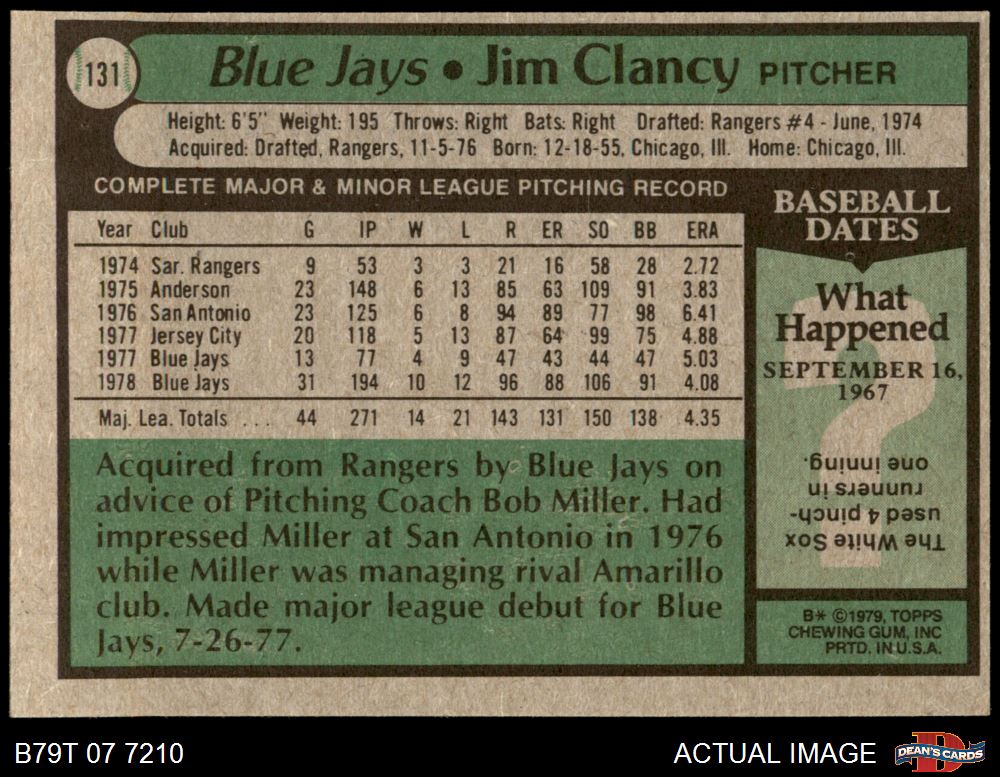 131
Blue Jays • Jim Clancy PITCHER
Height: 6'5" Weight: 195 Throws: Right Bats: Right Drafted: Rangers #4 - June, 1974
Acquired: Drafted, Rangers, 11-5-76 Born: 12-18-55, Chicago, Ill. Home: Chicago, Ill.
COMPLETE MAJOR & MINOR LEAGUE PITCHING RECORD
Year Club G IP W L R ER SO BB ERA
1974 Sar. Rangers 9 53 3 3 21 16 58 28 2.72
1975 Anderson 23 148 6 13 85 63 109 91 3.83
1976 San Antonio 23 125 6 8 94 89 77 98 6.41
1977 Jersey City 20 118 5 13 87 64 99 75 4.88
1977 Blue Jays 13 77 4 9 47 43 44 47 5.03
1978 Blue Jays 31 194 10 12 96 88 106 91 4.08
Maj. Lea. Totals ... 44 271 14 21 143 131 150 138 4.35
Acquired from Rangers by Blue Jays on
advice of Pitching Coach Bob Miller. Had
impressed Miller at San Antonio in 1976
while Miller was managing rival Amarillo
club. Made major league debut for Blue
Jays, 7-26-77.
BASEBALL
DATES
What
Happened
SEPTEMBER 16,
1967
?
The White Sox
used 4 pinch-
runners in
one inning.
B* ©1979, TOPPS
CHEWING GUM, INC
PRTD. IN U.S.A.
B79T 07 7210
ACTUAL IMAGE
D
DEAN'S CARDS